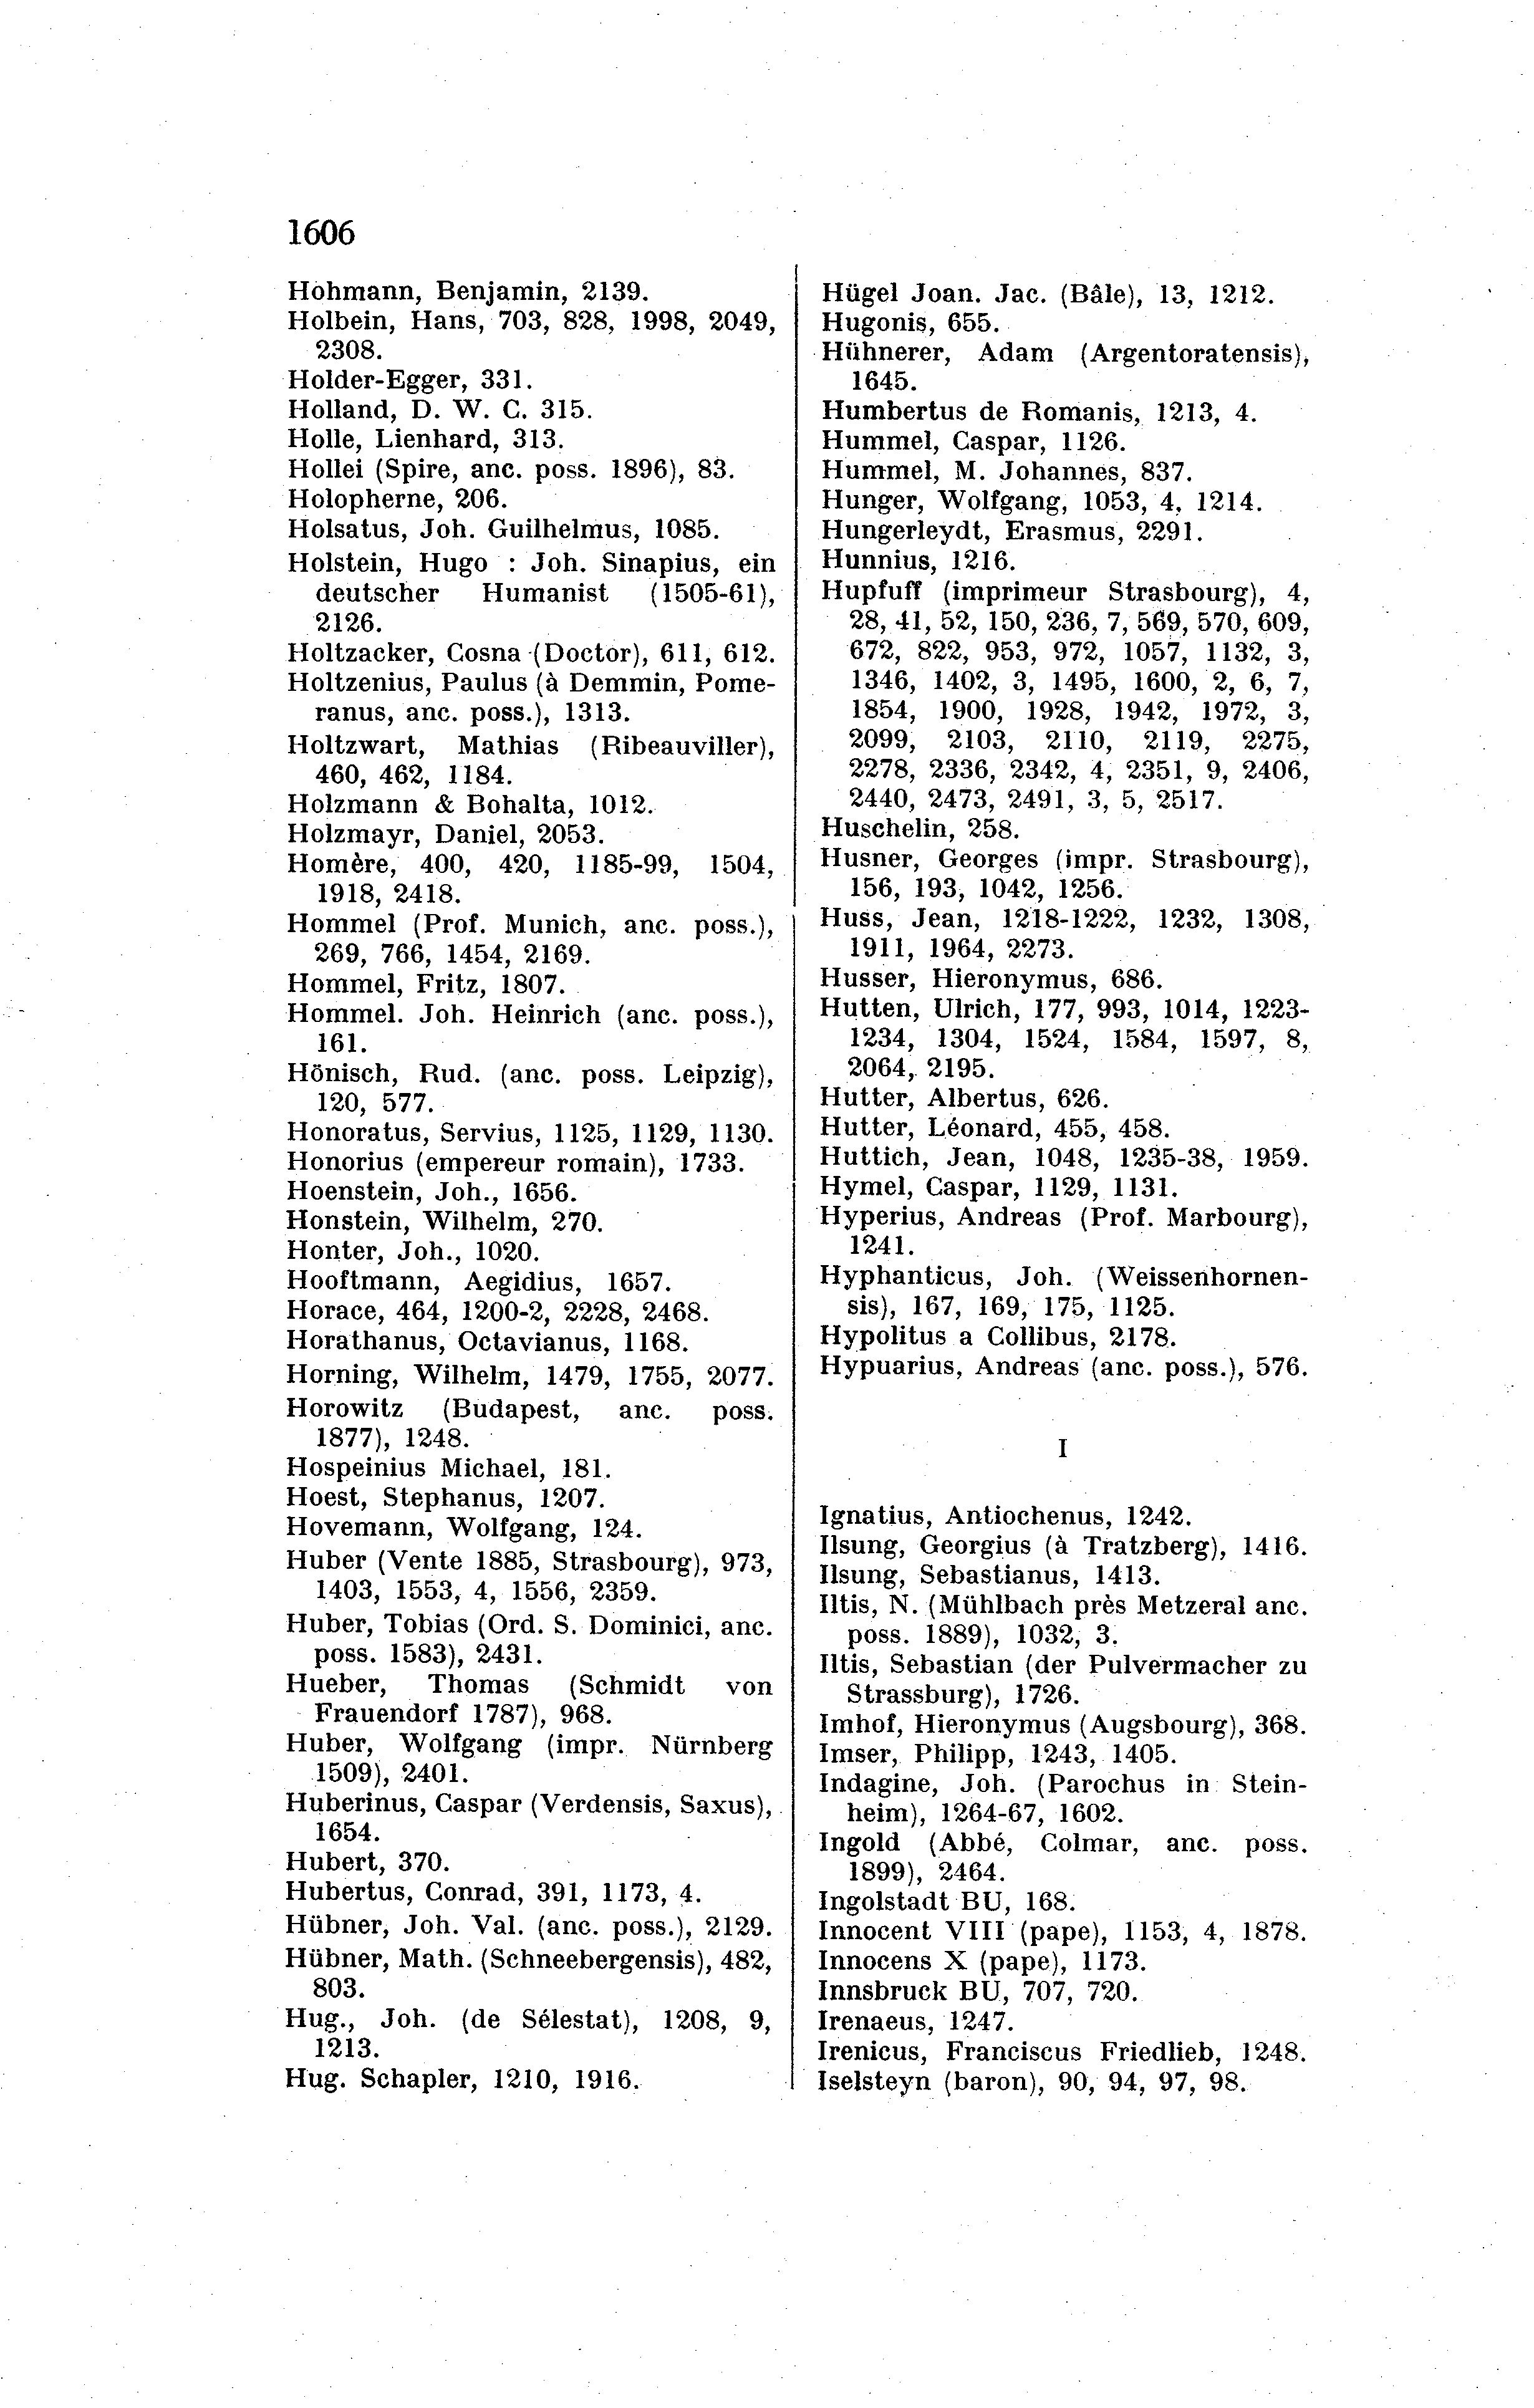 1606
Hohmann, Benjamin, 2139.
Holbein, Hans, 703, 828, 1998, 2049,
2308.
Holder-Egger, 331.
Holland, D. W. C. 315.
Holle, Lienhard, 313.
Hollei (Spire, anc. poss. 1896), 83.
Holopherne, 206.
Holsatus, Joh. Guilhelmus, 1085.
Holstein, Hugo : Joh. Sinapius, ein
deutscher Humanist (1505-61),
2126.
Holtzacker, Cosna (Doctor), 611, 612.
Holtzenius, Paulus (à Demmin, Pome-
ranus, anc. poss.), 1313.
Holtzwart, Mathias (Ribeauviller),
460, 462, 1184.
Holzmann & Bohalta, 1012.
Holzmayr, Daniel, 2053.
Homère, 400, 420, 1185-99, 1504,
1918, 2418.
Hommel (Prof. Munich, anc. poss.),
269, 766, 1454, 2169.
Hommel, Fritz, 1807.
Hommel. Joh. Heinrich (anc. poss.),
161.
Hönisch, Rud. (anc. poss. Leipzig),
120, 577.
Honoratus, Servius, 1125, 1129, 1130.
Honorius (empereur romain), 1733.
Hoenstein, Joh., 1656.
Honstein, Wilhelm, 270.
Honter, Joh., 1020.
Hooftmann, Aegidius, 1657.
Horace, 464, 1200-2, 2228, 2468.
Horathanus, Octavianus, 1168.
Horning, Wilhelm, 1479, 1755, 2077.
Horowitz (Budapest, anc. poss.
1877), 1248.
Hospeinius Michael, 181.
Hoest, Stephanus, 1207.
Hovemann, Wolfgang, 124.
Huber (Vente 1885, Strasbourg), 973,
1403, 1553, 4, 1556, 2359.
Huber, Tobias (Ord. S. Dominici, anc.
poss. 1583), 2431.
Hueber, Thomas (Schmidt von
Frauendorf 1787), 968.
Huber, Wolfgang (impr. Nürnberg
1509), 2401.
Huberinus, Caspar (Verdensis, Saxus),
1654.
Hubert, 370.
Hubertus, Conrad, 391, 1173, 4.
Hübner, Joh. Val. (anc. poss.), 2129.
Hübner, Math. (Schneebergensis), 482,
803.
Hug., Joh. (de Sélestat), 1208, 9,
1213.
Hug. Schapler, 1210, 1916.
Hügel Joan. Jac. (Bâle), 13, 1212.
Hugonis, 655.
Hühnerer, Adam (Argentoratensis),
1645.
Humbertus de Romanis, 1213, 4.
Hummel, Caspar, 1126.
Hummel, M. Johannes, 837.
Hunger, Wolfgang, 1053, 4, 1214.
Hungerleydt, Erasmus, 2291.
Hunnius, 1216.
Hupfuff (imprimeur Strasbourg), 4,
28, 41, 52, 150, 236, 7, 569, 570, 609,
672, 822, 953, 972, 1057, 1132, 3,
1346, 1402, 3, 1495, 1600, 2, 6, 7,
1854, 1900, 1928, 1942, 1972, 3,
2099, 2103, 2110, 2119, 2275,
2278, 2336, 2342, 4, 2351, 9, 2406,
2440, 2473, 2491, 3, 5, 2517.
Huschelin, 258.
Husner, Georges (impr. Strasbourg),
156, 193, 1042, 1256.
Huss, Jean, 1218-1222, 1232, 1308,
1911, 1964, 2273.
Husser, Hieronymus, 686.
Hutten, Ulrich, 177, 993, 1014, 1223-
1234, 1304, 1524, 1584, 1597, 8,
2064, 2195.
Hutter, Albertus, 626.
Hutter, Léonard, 455, 458.
Huttich, Jean, 1048, 1235-38, 1959.
Hymel, Caspar, 1129, 1131.
Hyperius, Andreas (Prof. Marbourg),
1241.
Hyphanticus, Joh. (Weissenhornen-
sis), 167, 169, 175, 1125.
Hypolitus a Collibus, 2178.
Hypuarius, Andreas (anc. poss.), 576.
I
Ignatius, Antiochenus, 1242.
Ilsung, Georgius (à Tratzberg), 1416.
Ilsung, Sebastianus, 1413.
Iltis, N. (Mühlbach près Metzeral anc.
poss. 1889), 1032, 3.
Iltis, Sebastian (der Pulvermacher zu
Strassburg), 1726.
Imhof, Hieronymus (Augsbourg), 368.
Imser, Philipp, 1243, 1405.
Indagine, Joh. (Parochus in Stein-
heim), 1264-67, 1602.
Ingold (Abbé, Colmar, anc. poss.
1899), 2464.
Ingolstadt BU, 168.
Innocent VIII (pape), 1153, 4, 1878.
Innocens X (pape), 1173.
Innsbruck BU, 707, 720.
Irenaeus, 1247.
Irenicus, Franciscus Friedlieb, 1248.
Iselsteyn (baron), 90, 94, 97, 98.